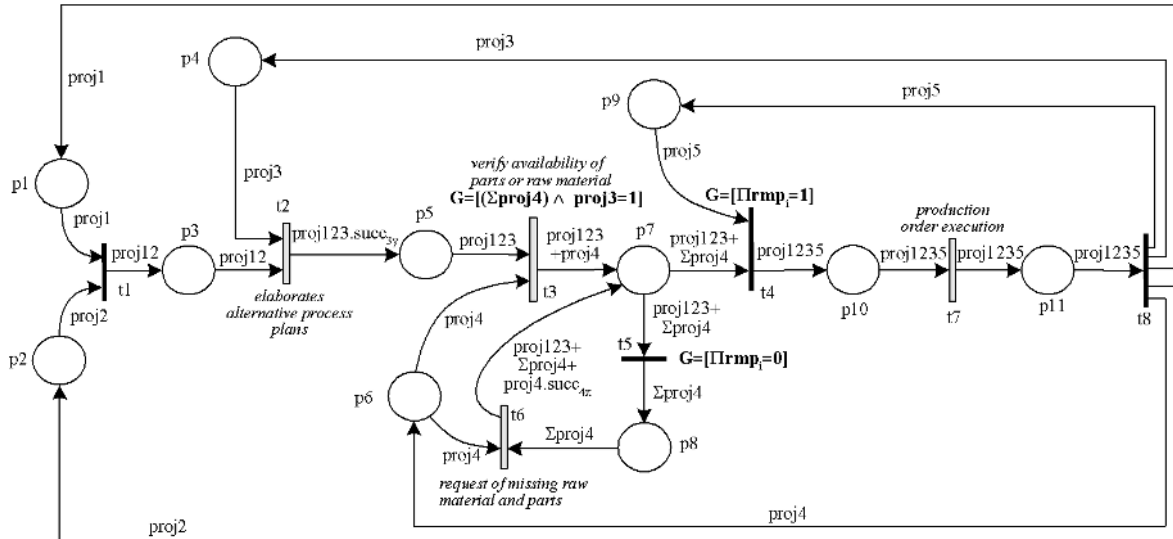 proj3
p4
proj5
p9
proj1
proj5
proj3
verify availability of
parts or raw material
G=[(Σproj4) ∧ proj3=1]
G=[Πrmpᵢ=1]
p1
production
order execution
t2
p5
p7
proj1
proj12
p3
proj123.succ₃ᵧ
proj123
proj123
+proj4
proj123+
Σproj4
proj1235
proj1235
proj1235
proj1235
proj12
t1
t3
t4
p10
t7
p11
t8
proj2
elaborates
alternative process
plans
proj4
proj123+
Σproj4
p2
t5
G=[Πrmpᵢ=0]
proj123+
Σproj4+
proj4.succ₄z
p6
Σproj4
t6
Σproj4
p8
proj4
request of missing raw
material and parts
proj2
proj4